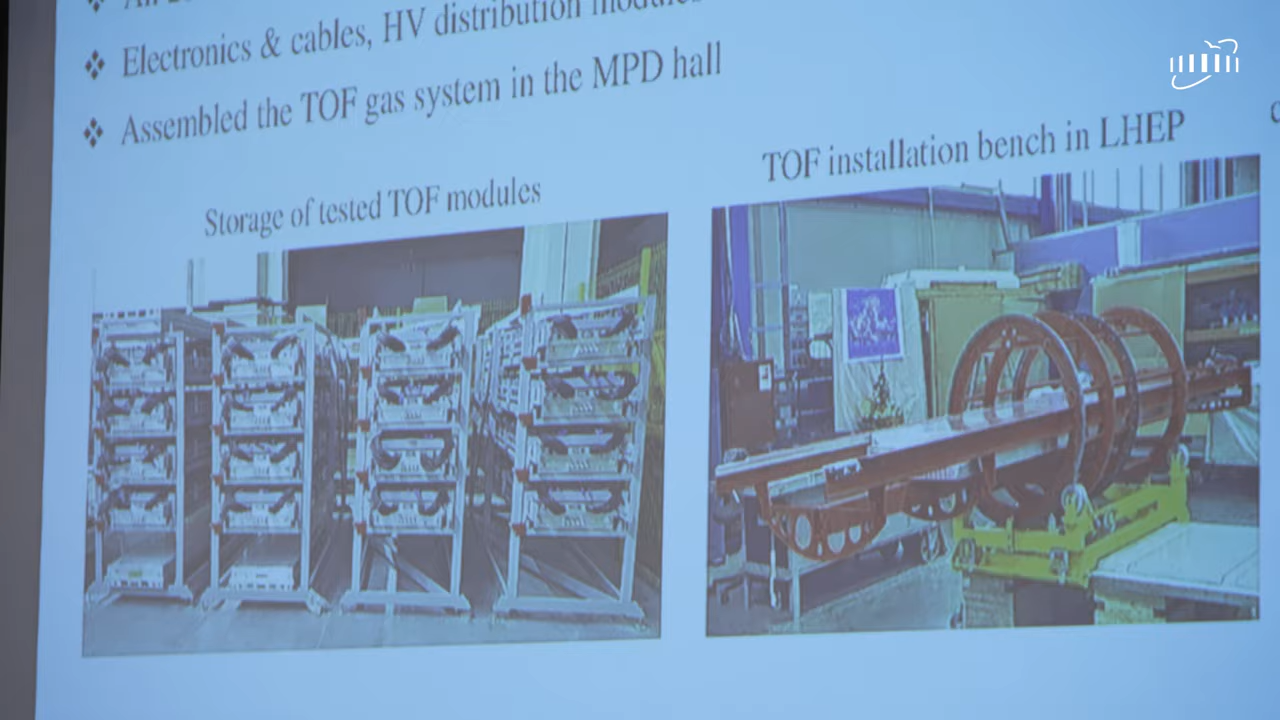 Electronics & cables, HV distribution modules
Assembled the TOF gas system in the MPD hall
TOF installation bench in LHEP
Storage of tested TOF modules